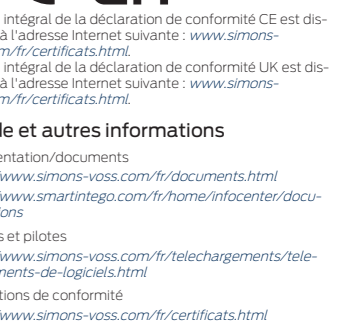 intégral de la déclaration de conformité CE est dis-
à l'adresse Internet suivante : www.simons-
m/fr/certificats.html.
intégral de la déclaration de conformité UK est dis-
à l'adresse Internet suivante : www.simons-
m/fr/certificats.html.
et autres informations
entation/documents
www.simons-voss.com/fr/documents.html
www.smartintego.com/fr/home/infocenter/docu-
ons
s et pilotes
www.simons-voss.com/fr/telechargements/tele-
ments-de-logiciels.html
tions de conformité
www.simons-voss.com/fr/certificats.html